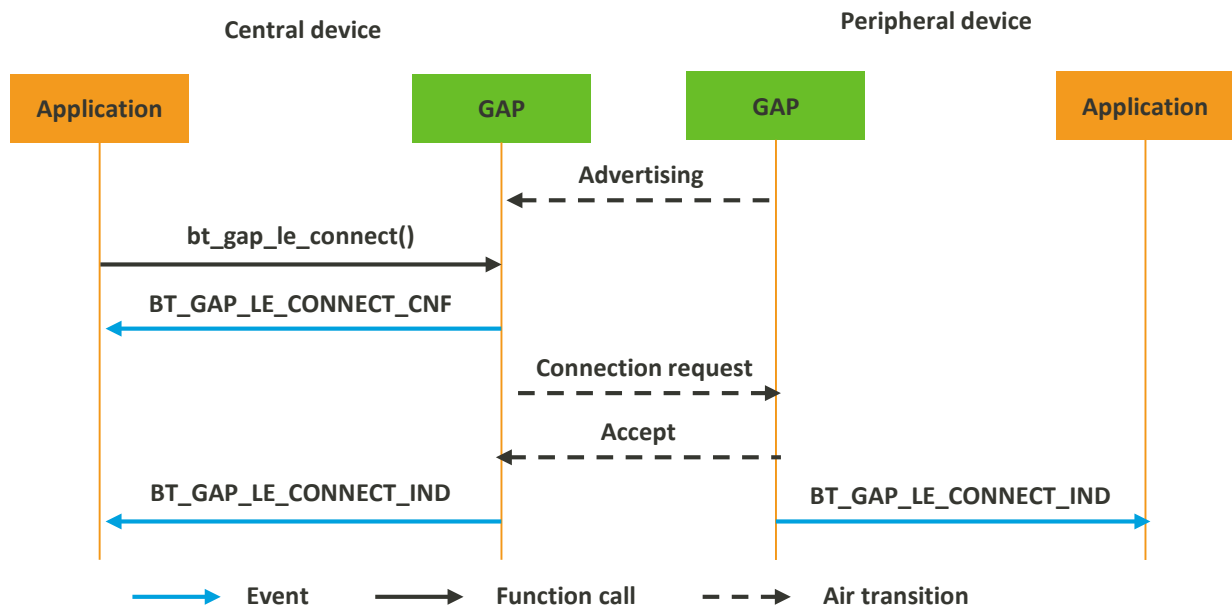 Central device
Peripheral device
Application
GAP
GAP
Application
Advertising
bt_gap_le_connect()
BT_GAP_LE_CONNECT_CNF
Connection request
Accept
BT_GAP_LE_CONNECT_IND
BT_GAP_LE_CONNECT_IND
Event
Function call
Air transition